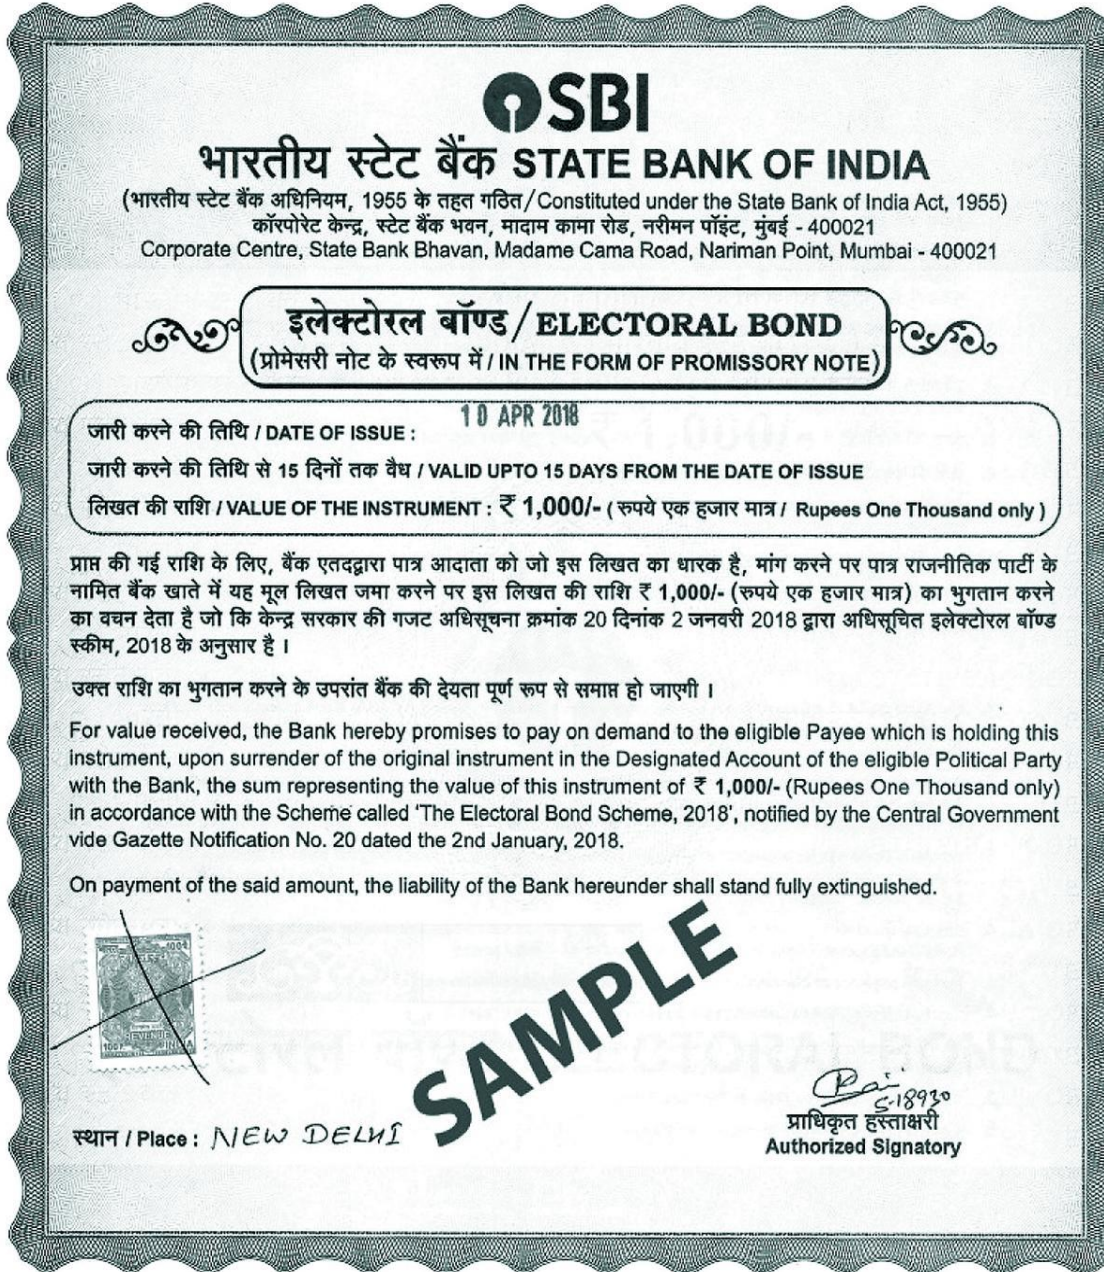 SBI
भारतीय स्टेट बैंक STATE BANK OF INDIA
(भारतीय स्टेट बैंक अधिनियम, 1955 के तहत गठित/Constituted under the State Bank of India Act, 1955)
कॉरपोरेट केन्द्र, स्टेट बैंक भवन, मादाम कामा रोड, नरीमन पॉइंट, मुंबई - 400021
Corporate Centre, State Bank Bhavan, Madame Cama Road, Nariman Point, Mumbai - 400021
इलेक्टोरल बॉण्ड/ELECTORAL BOND
(प्रोमेसरी नोट के स्वरूप में/ IN THE FORM OF PROMISSORY NOTE)
10 APR 2018
जारी करने की तिथि / DATE OF ISSUE :
जारी करने की तिथि से 15 दिनों तक वैध / VALID UPTO 15 DAYS FROM THE DATE OF ISSUE
लिखत की राशि / VALUE OF THE INSTRUMENT : ₹ 1,000/- ( रुपये एक हजार मात्र / Rupees One Thousand only )
प्राप्त की गई राशि के लिए, बैंक एतदद्वारा पात्र आदाता को जो इस लिखत का धारक है, मांग करने पर पात्र राजनीतिक पार्टी के
नामित बैंक खाते में यह मूल लिखत जमा करने पर इस लिखत की राशि ₹ 1,000/- (रुपये एक हजार मात्र) का भुगतान करने
का वचन देता है जो कि केन्द्र सरकार की गजट अधिसूचना क्रमांक 20 दिनांक 2 जनवरी 2018 द्वारा अधिसूचित इलेक्टोरल बॉण्ड
स्कीम, 2018 के अनुसार है ।
उक्त राशि का भुगतान करने के उपरांत बैंक की देयता पूर्ण रूप से समाप्त हो जाएगी ।
For value received, the Bank hereby promises to pay on demand to the eligible Payee which is holding this
instrument, upon surrender of the original instrument in the Designated Account of the eligible Political Party
with the Bank, the sum representing the value of this instrument of ₹ 1,000/- (Rupees One Thousand only)
in accordance with the Scheme called 'The Electoral Bond Scheme, 2018', notified by the Central Government
vide Gazette Notification No. 20 dated the 2nd January, 2018.
On payment of the said amount, the liability of the Bank hereunder shall stand fully extinguished.
SAMPLE
S-18930
प्राधिकृत हस्ताक्षरी
Authorized Signatory
स्थान / Place : NEW DELHI